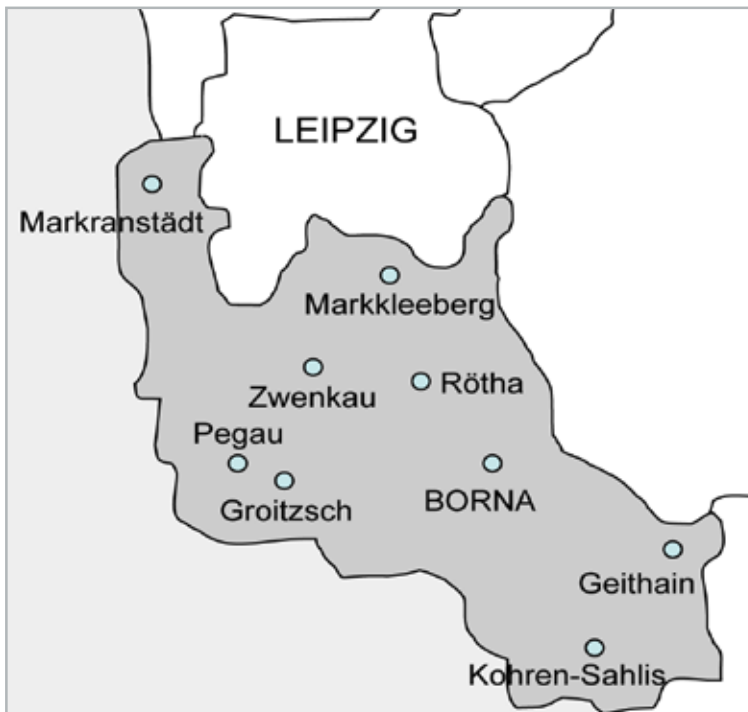 LEIPZIG
Markranstädt
Markkleeberg
Zwenkau
Rötha
Pegau
Groitzsch
BORNA
Geithain
Kohren-Sahlis